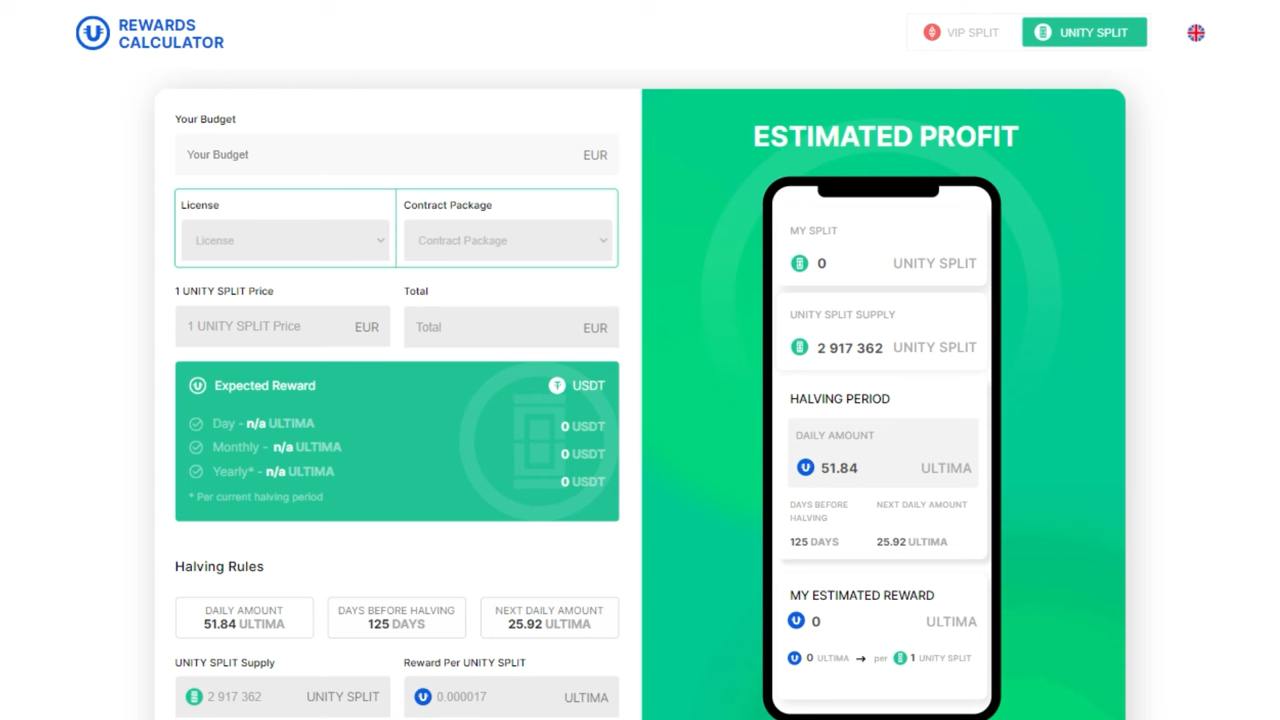 REWARDS
CALCULATOR
VIP SPLIT
UNITY SPLIT
Your Budget
Your Budget EUR
License
Contract Package
License
Contract Package
1 UNITY SPLIT Price
Total
1 UNITY SPLIT Price EUR
Total EUR
Expected Reward
USDT
Day - n/a ULTIMA
0 USDT
Monthly - n/a ULTIMA
0 USDT
Yearly* - n/a ULTIMA
0 USDT
* Per current halving period
Halving Rules
DAILY AMOUNT
51.84 ULTIMA
DAYS BEFORE HALVING
125 DAYS
NEXT DAILY AMOUNT
25.92 ULTIMA
UNITY SPLIT Supply
Reward Per UNITY SPLIT
2 917 362 UNITY SPLIT
0.000017 ULTIMA
ESTIMATED PROFIT
MY SPLIT
0 UNITY SPLIT
UNITY SPLIT SUPPLY
2 917 362 UNITY SPLIT
HALVING PERIOD
DAILY AMOUNT
51.84 ULTIMA
DAYS BEFORE
HALVING
NEXT DAILY AMOUNT
125 DAYS
25.92 ULTIMA
MY ESTIMATED REWARD
0 ULTIMA
0 ULTIMA → per 1 UNITY SPLIT